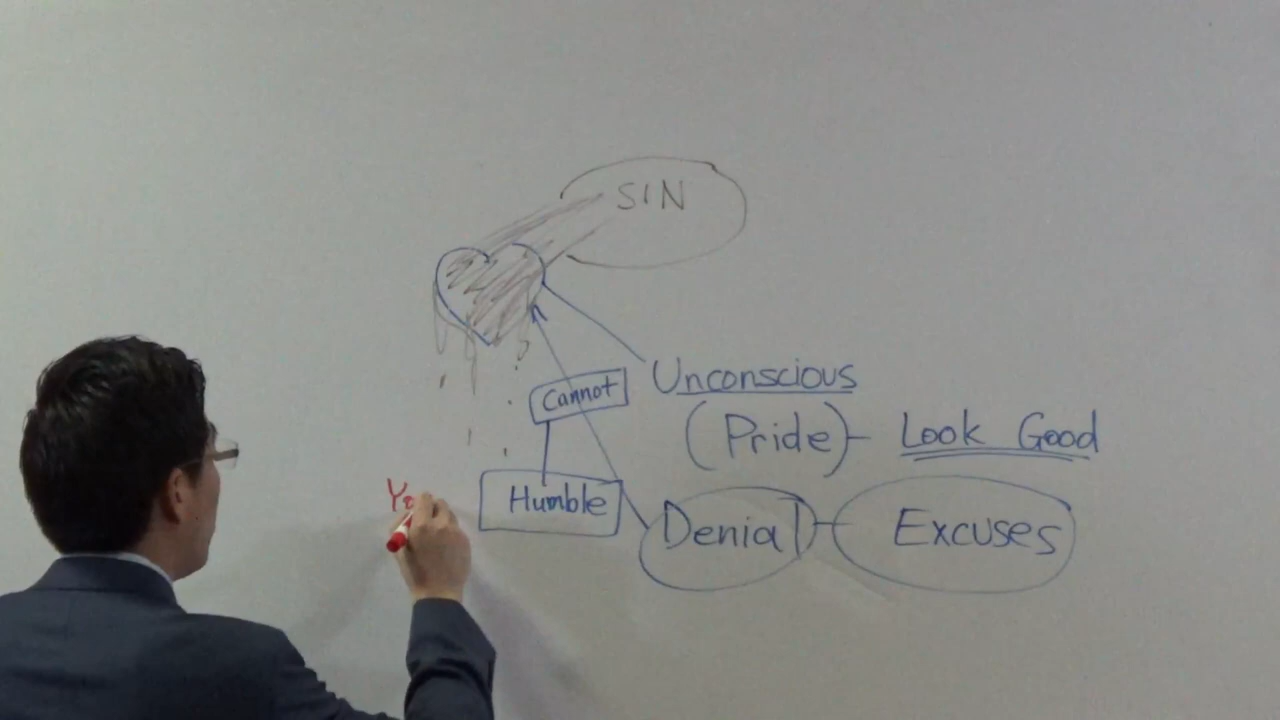 SIN
Cannot
Unconscious
(Pride) - Look Good
Humble
Denial - Excuses